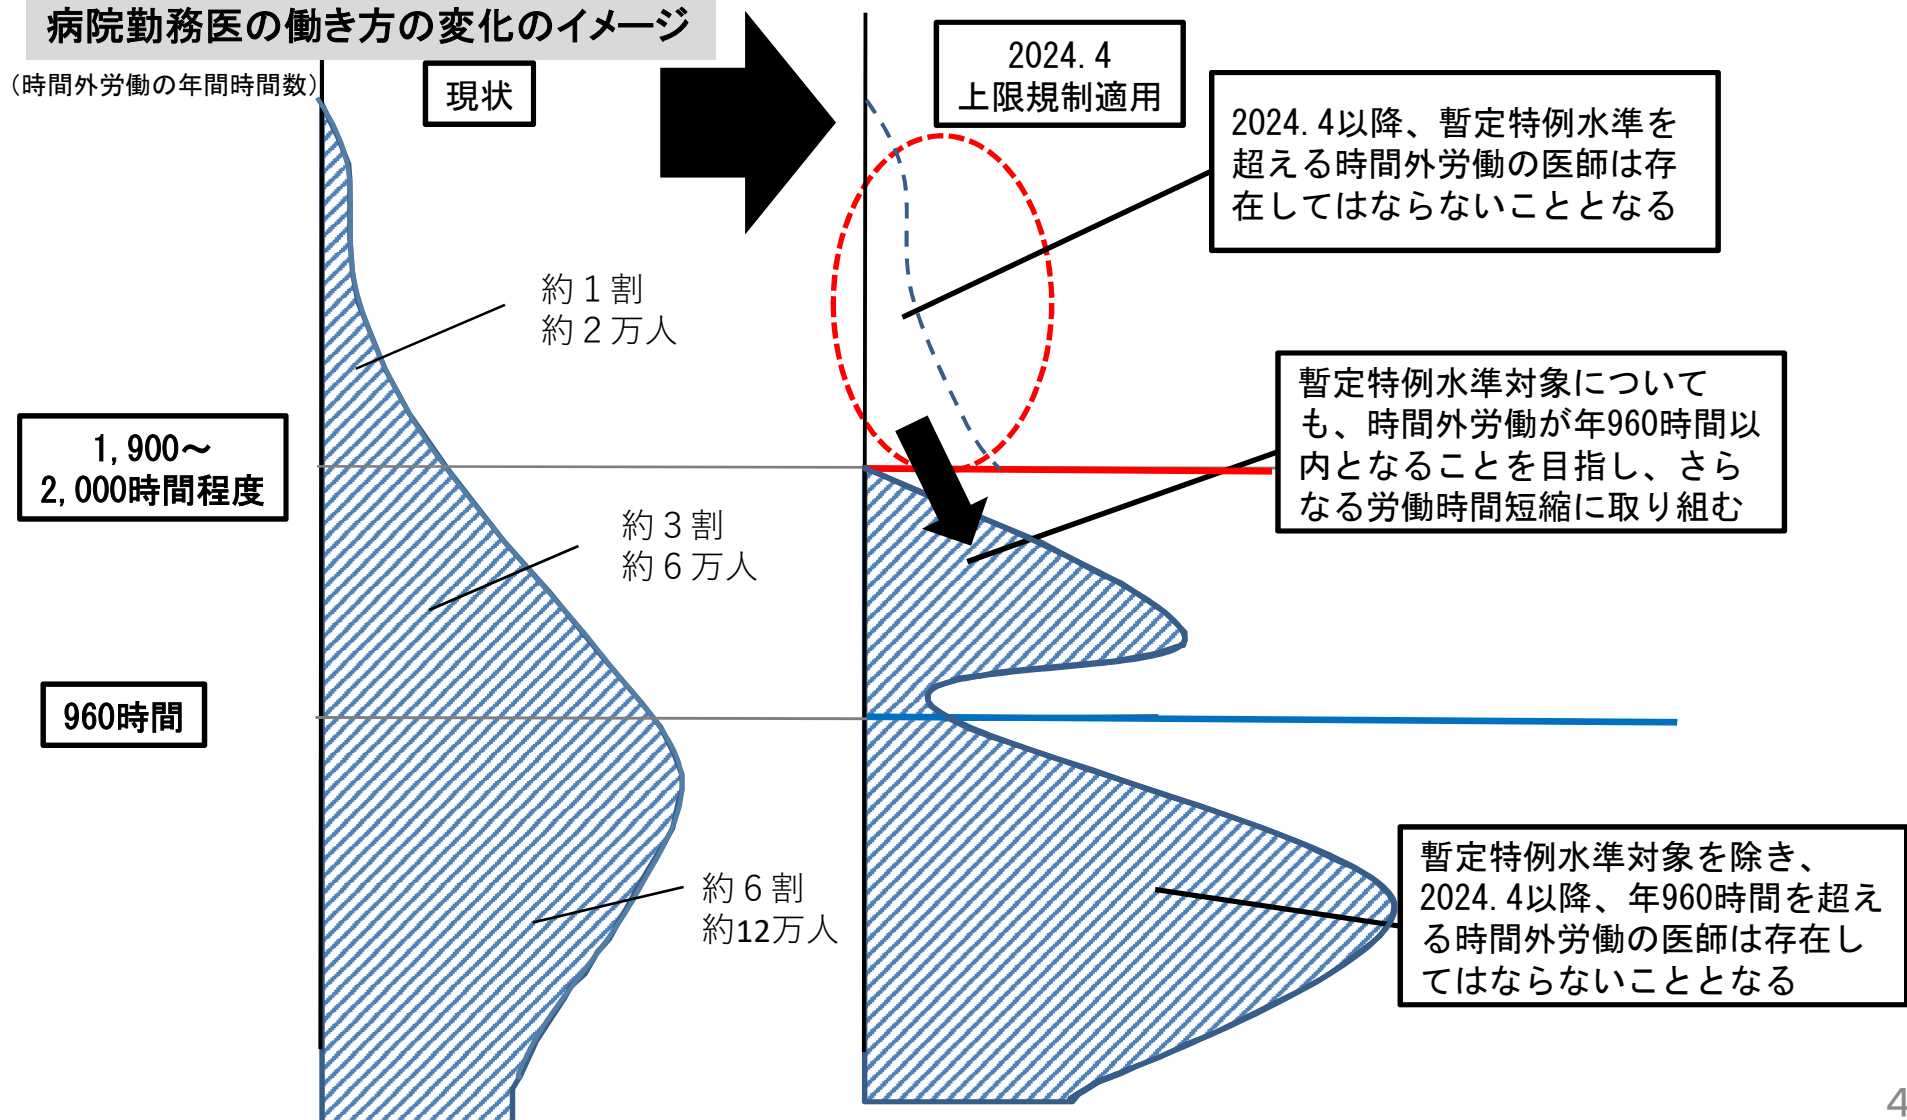 病院勤務医の働き方の変化のイメージ
（時間外労働の年間時間数）
現状
2024.4
上限規制適用
2024.4以降、暫定特例水準を
超える時間外労働の医師は存
在してはならないこととなる
約１割
約２万人
1,900～
2,000時間程度
暫定特例水準対象について
も、時間外労働が年960時間以
内となることを目指し、さら
なる労働時間短縮に取り組む
約３割
約６万人
960時間
約６割
約12万人
暫定特例水準対象を除き、
2024.4以降、年960時間を超え
る時間外労働の医師は存在し
てはならないこととなる
4